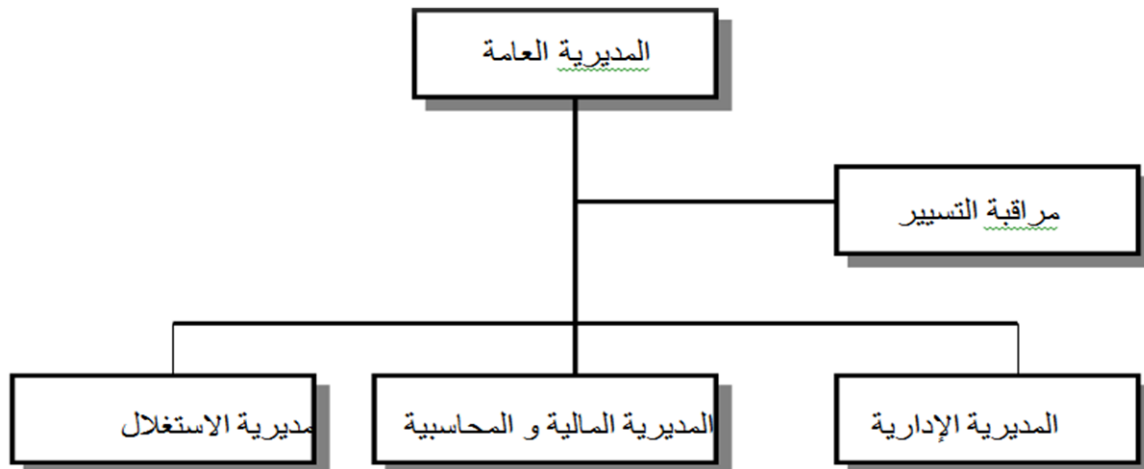 المديرية العامة
مراقبة التسيير
المديرية الإدارية
المديرية المالية و المحاسبية
مديرية الاستغلال